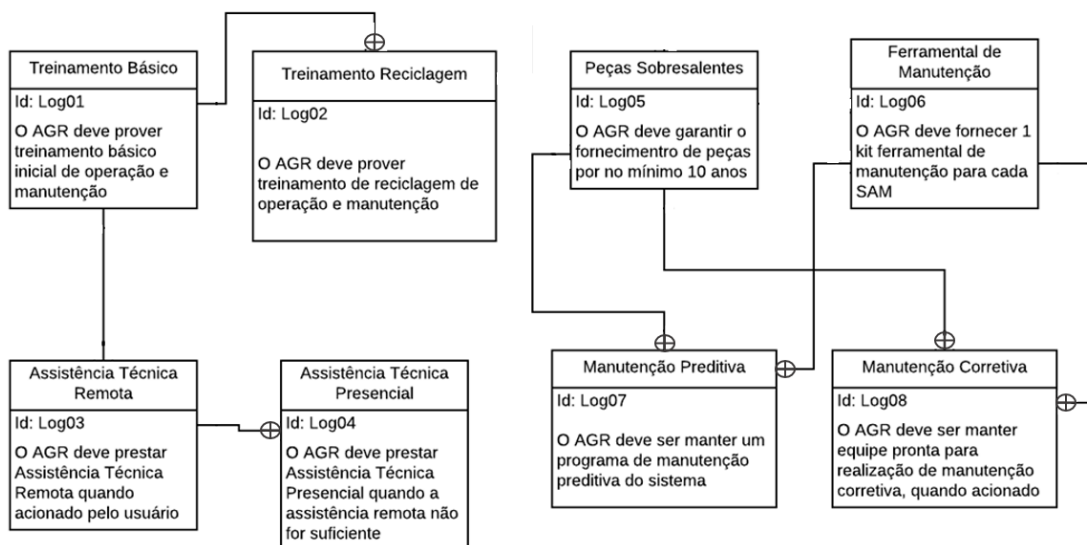 Treinamento Básico
Id: Log01
O AGR deve prover
treinamento básico
inicial de operação e
manutenção
Treinamento Reciclagem
Id: Log02
O AGR deve prover
treinamento de reciclagem de
operação e manutenção
Peças Sobresalentes
Id: Log05
O AGR deve garantir o
fornecimentro de peças
por no mínimo 10 anos
Ferramental de
Manutenção
Id: Log06
O AGR deve fornecer 1
kit ferramental de
manutenção para cada
SAM
Assistência Técnica
Remota
Id: Log03
O AGR deve prestar
Assistência Técnica
Remota quando
acionado pelo usuário
Assistência Técnica
Presencial
Id: Log04
O AGR deve prestar
Assistência Técnica
Presencial quando a
assistência remota não
for suficiente
Manutenção Preditiva
Id: Log07
O AGR deve ser manter um
programa de manutenção
preditiva do sistema
Manutenção Corretiva
Id: Log08
O AGR deve ser manter
equipe pronta para
realização de manutenção
corretiva, quando acionado